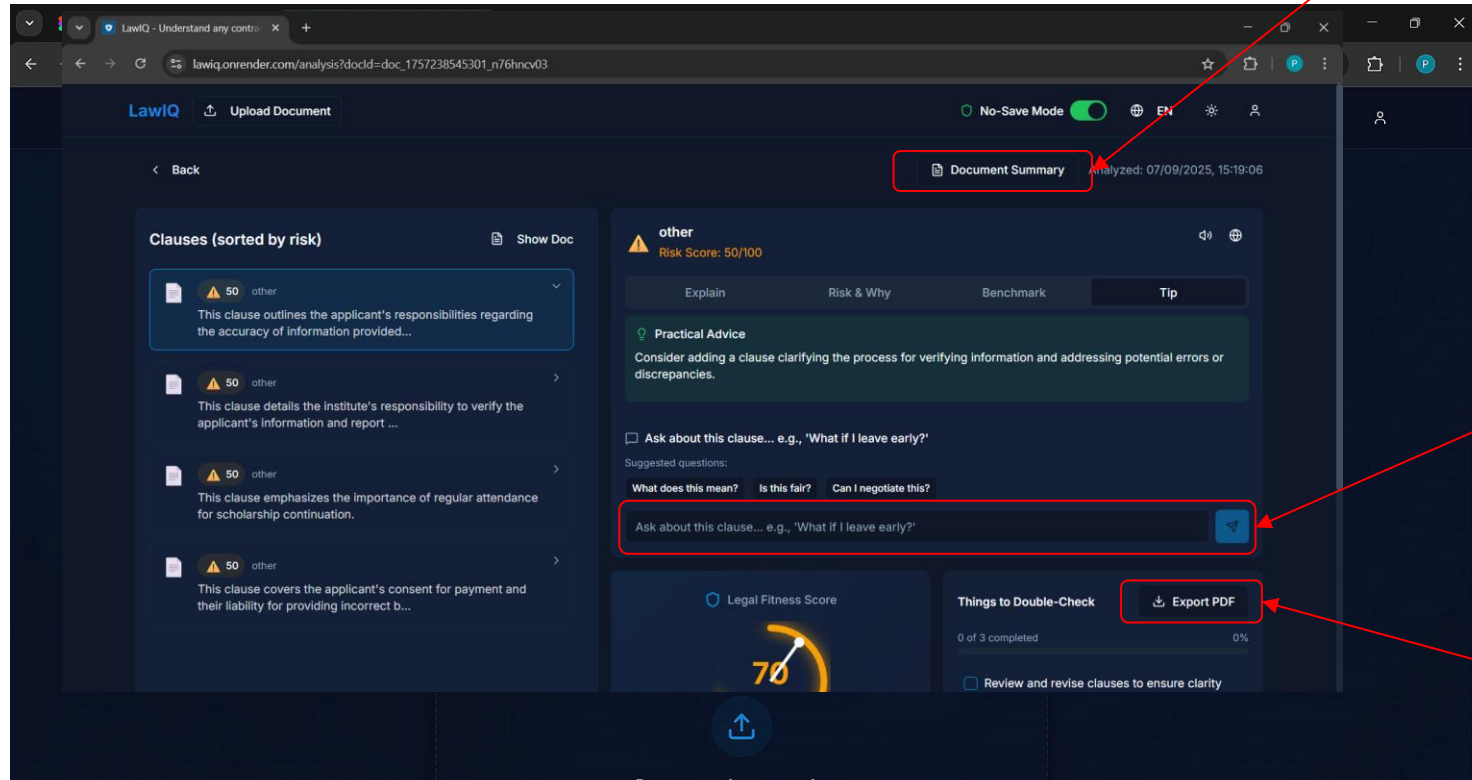 LawIQ - Understand any contra
lawiq.onrender.com/analysis?docId=doc_1757238545301_n76hncv03
P
P
LawIQ
Upload Document
No-Save Mode
EN
Back
Document Summary
Analyzed: 07/09/2025, 15:19:06
Clauses (sorted by risk)
Show Doc
50 other
This clause outlines the applicant's responsibilities regarding
the accuracy of information provided...
50 other
This clause details the institute's responsibility to verify the
applicant's information and report ...
50 other
This clause emphasizes the importance of regular attendance
for scholarship continuation.
50 other
This clause covers the applicant's consent for payment and
their liability for providing incorrect b...
other
Risk Score: 50/100
Explain
Risk & Why
Benchmark
Tip
Practical Advice
Consider adding a clause clarifying the process for verifying information and addressing potential errors or
discrepancies.
Ask about this clause... e.g., 'What if I leave early?'
Suggested questions:
What does this mean?
Is this fair?
Can I negotiate this?
Ask about this clause... e.g., 'What if I leave early?'
Legal Fitness Score
70
Things to Double-Check
Export PDF
0 of 3 completed
0%
Review and revise clauses to ensure clarity